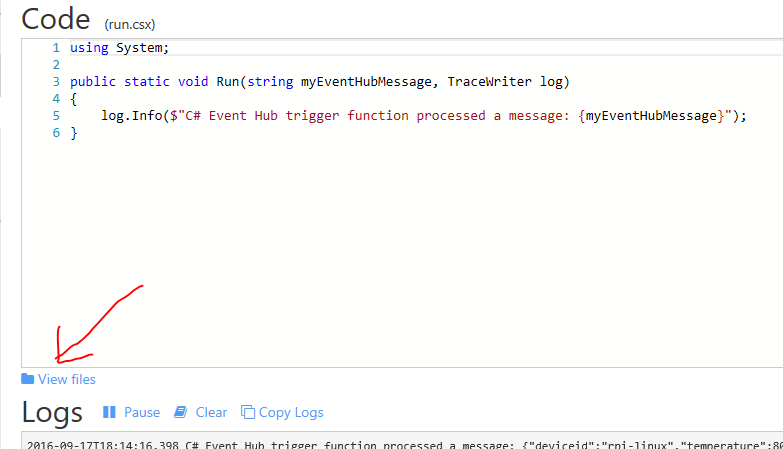 Code (run.csx)
1 using System;
2
3 public static void Run(string myEventHubMessage, TraceWriter log)
4 {
5 log.Info($"C# Event Hub trigger function processed a message: {myEventHubMessage}");
6 }
View files
Logs Pause Clear Copy Logs
2016-09-17T18:14:16.398 C# Event Hub trigger function processed a message: {"deviceid":"rpi-linux","temperature":80